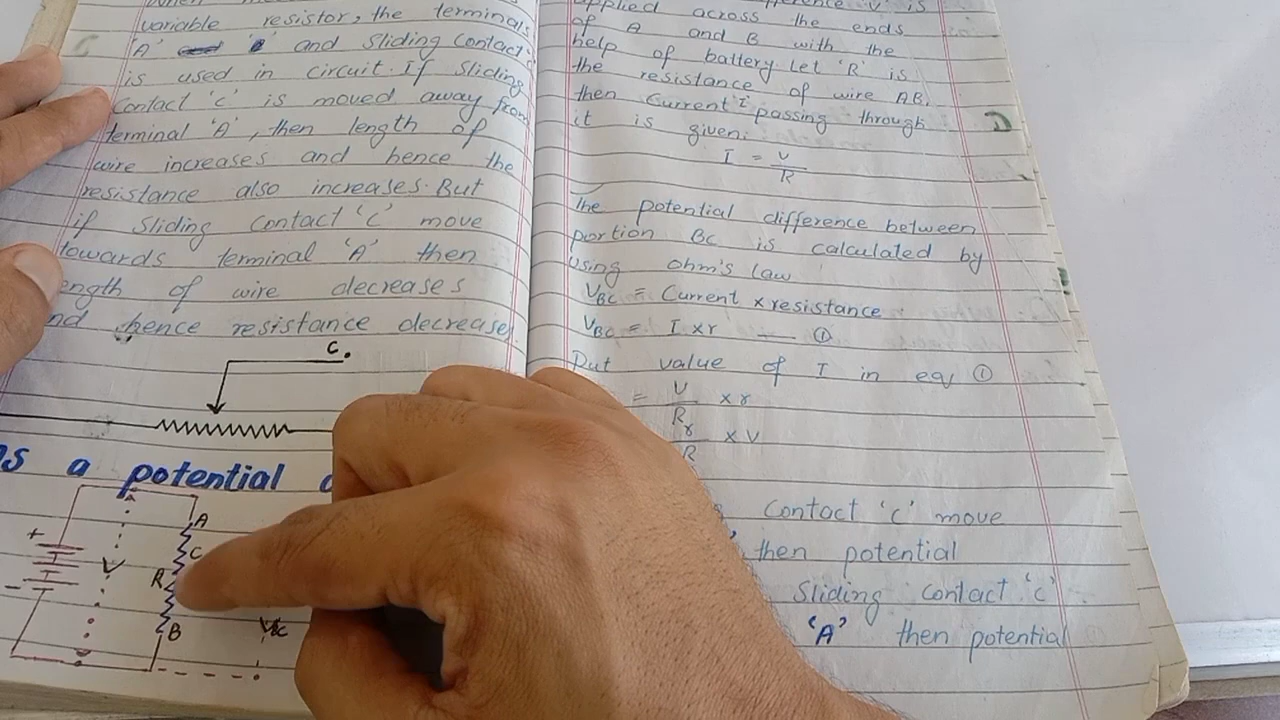 variable resistor, the terminals
'A' 'B' and Sliding Contact
is used in circuit. If Sliding
Contact 'c' is moved away from
terminal 'A', then length of
wire increases and hence the
resistance also increases. But
if Sliding Contact 'C' move
towards terminal 'A' then
ength of wire decreases
nd hence resistance decrease
C.
a potential
+
-
V
A
C
R
B
VBC
applied across the ends
of A and B with the
help of battery. Let 'R' is
the resistance of wire AB.
then Current I passing through
it is given:
I = V/R
The potential difference between
portion BC is calculated by
Using ohm's law
VBC = Current x resistance
VBC = I x r — ①
Put value of I in eq ①
= V/R x r
r/R x V
Contact 'c' move
then potential
Sliding contact 'c'
'A' then potential